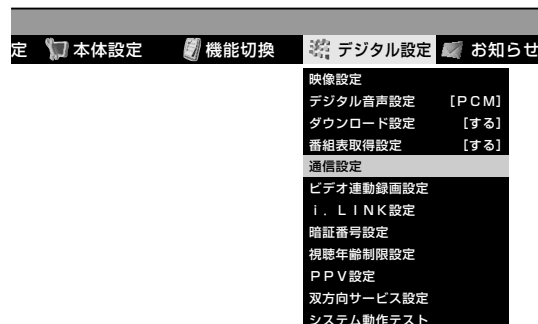 定 本体設定 機能切換 デジタル設定 お知らせ
映像設定
デジタル音声設定 [PCM]
ダウンロード設定 [する]
番組表取得設定 [する]
通信設定
ビデオ連動録画設定
i．LINK設定
暗証番号設定
視聴年齢制限設定
PPV設定
双方向サービス設定
システム動作テスト